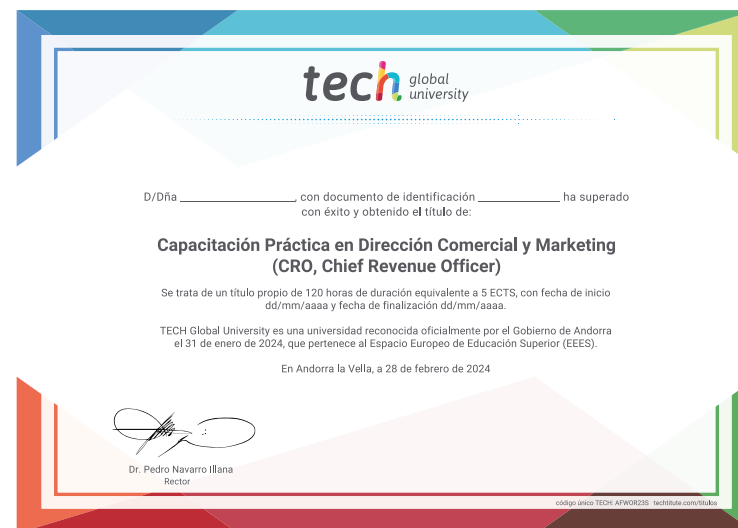 tech global university
D/Dña ____________________, con documento de identificación ______________ ha superado
con éxito y obtenido el título de:
Capacitación Práctica en Dirección Comercial y Marketing
(CRO, Chief Revenue Officer)
Se trata de un título propio de 120 horas de duración equivalente a 5 ECTS, con fecha de inicio
dd/mm/aaaa y fecha de finalización dd/mm/aaaa.
TECH Global University es una universidad reconocida oficialmente por el Gobierno de Andorra
el 31 de enero de 2024, que pertenece al Espacio Europeo de Educación Superior (EEES).
En Andorra la Vella, a 28 de febrero de 2024
Dr. Pedro Navarro Illana
Rector
código único TECH: AFWOR23S techtitute.com/titulos